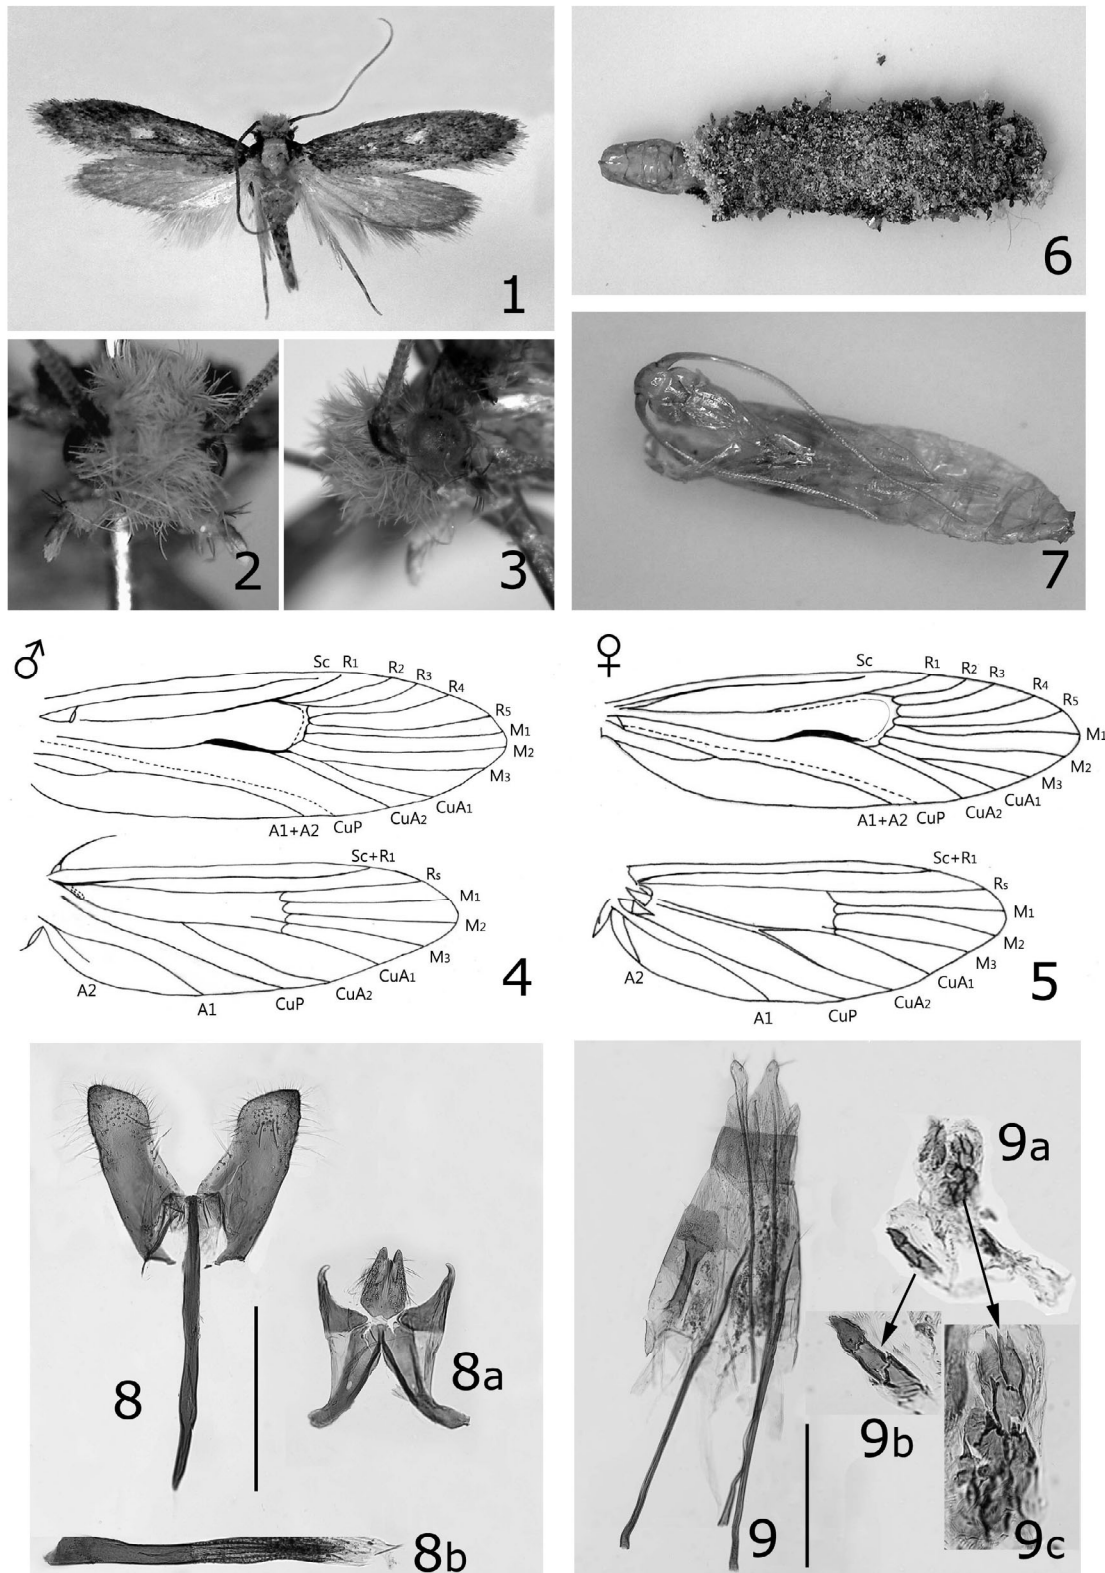 1
6
2
3
7
♂
Sc R1 R2 R3 R4 R5 M1 M2 M3 CuA1 CuA2 CuP A1+A2
Sc+R1 Rs M1 M2 M3 CuA1 CuA2 CuP A1 A2
4
♀
Sc R1 R2 R3 R4 R5 M1 M2 M3 CuA1 CuA2 CuP A1+A2
Sc+R1 Rs M1 M2 M3 CuA1 CuA2 CuP A1 A2
5
8
8a
8b
9
9a
9b
9c